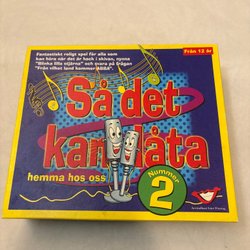 Fantastiskt roligt spel för alla som
kan höra när det är hack i skivan, nynna
"Blinka lilla stjärna" och svara på frågan
"Från vilket land kommer ABBA".
Från 12 år
Så det
kan låta
hemma hos oss
Nummer
2